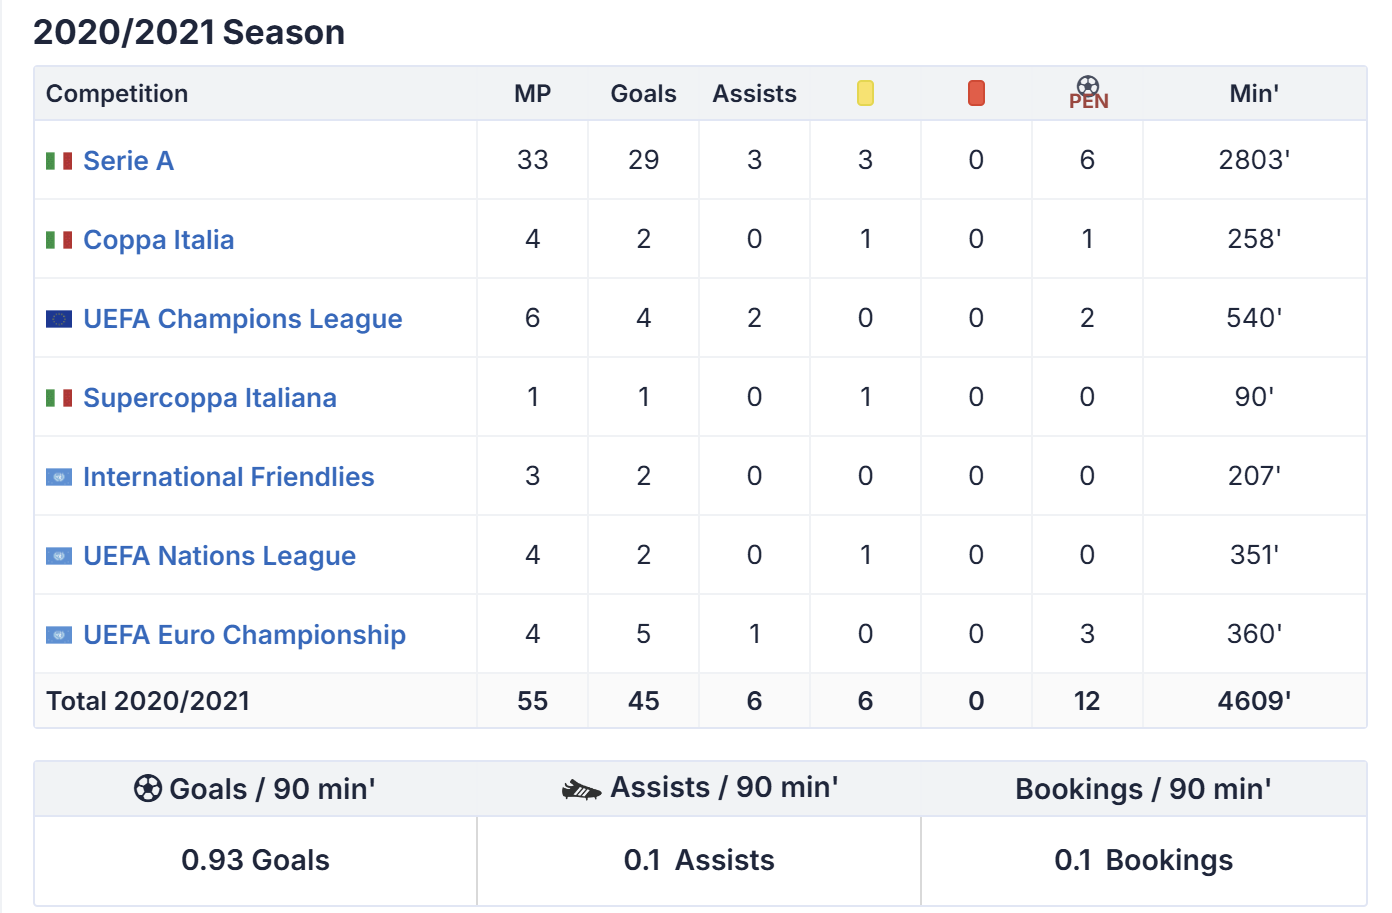 2020/2021 Season
Competition MP Goals Assists PEN Min'
Serie A 33 29 3 3 0 6 2803'
Coppa Italia 4 2 0 1 0 1 258'
UEFA Champions League 6 4 2 0 0 2 540'
Supercoppa Italiana 1 1 0 1 0 0 90'
International Friendlies 3 2 0 0 0 0 207'
UEFA Nations League 4 2 0 1 0 0 351'
UEFA Euro Championship 4 5 1 0 0 3 360'
Total 2020/2021 55 45 6 6 0 12 4609'
Goals / 90 min' Assists / 90 min' Bookings / 90 min'
0.93 Goals 0.1 Assists 0.1 Bookings